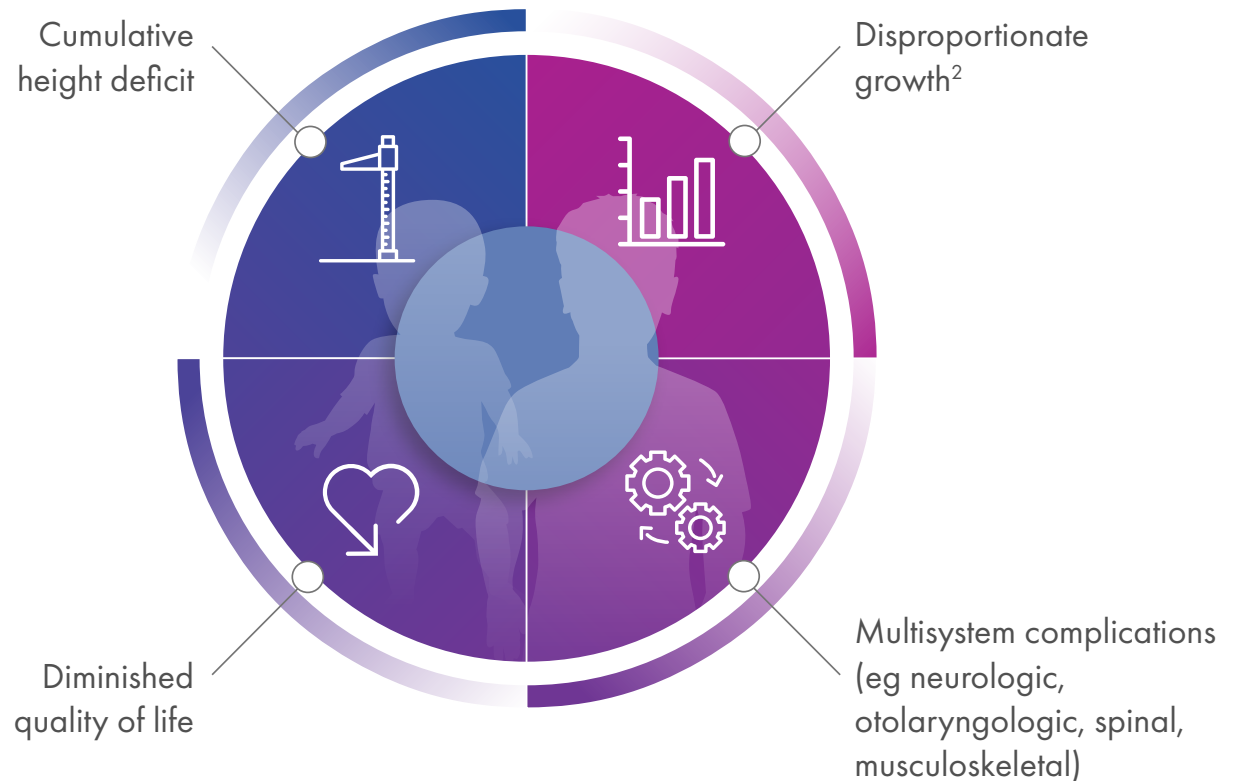 Cumulative
height deficit
Disproportionate
growth²
Diminished
quality of life
Multisystem complications
(eg neurologic,
otolaryngologic, spinal,
musculoskeletal)